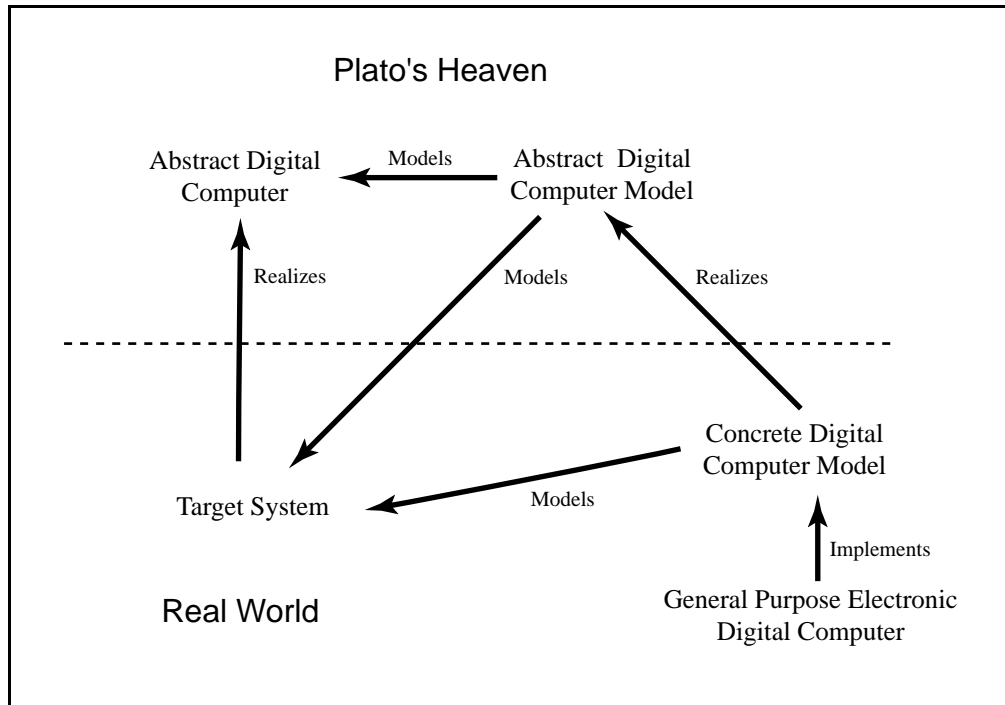 Plato's Heaven
Abstract Digital
Computer
Models
Abstract Digital
Computer Model
Realizes
Models
Realizes
Concrete Digital
Computer Model
Target System
Models
Implements
Real World
General Purpose Electronic
Digital Computer